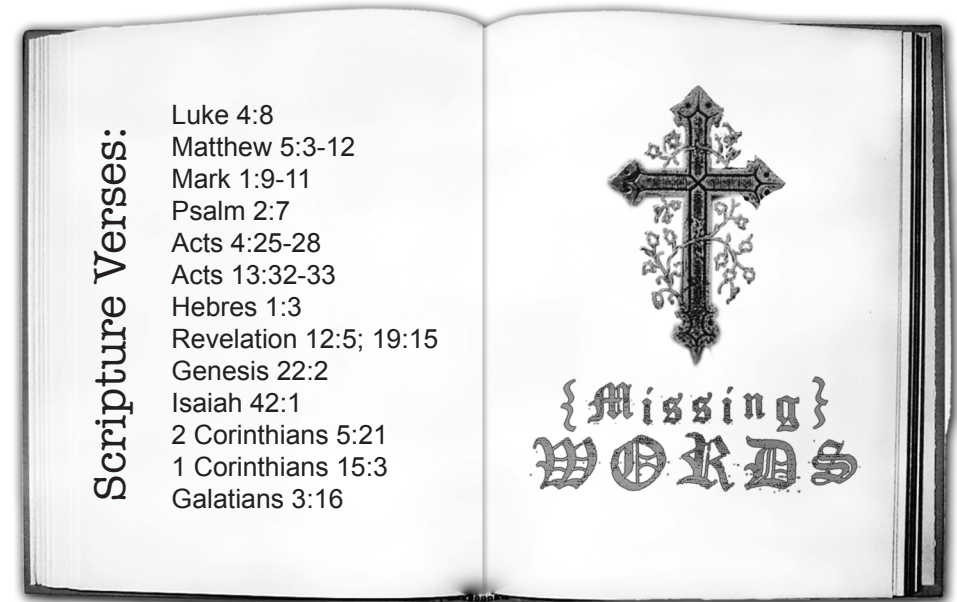 Scripture Verses:
Luke 4:8
Matthew 5:3-12
Mark 1:9-11
Psalm 2:7
Acts 4:25-28
Acts 13:32-33
Hebres 1:3
Revelation 12:5; 19:15
Genesis 22:2
Isaiah 42:1
2 Corinthians 5:21
1 Corinthians 15:3
Galatians 3:16
{Missing}
WORDS